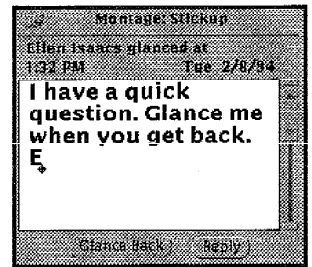 Montage: Stickup
Ellen Isaacs glanced at
1:32 PM Tue 2/8/94
I have a quick
question. Glance me
when you get back.
E
Glance Back Reply